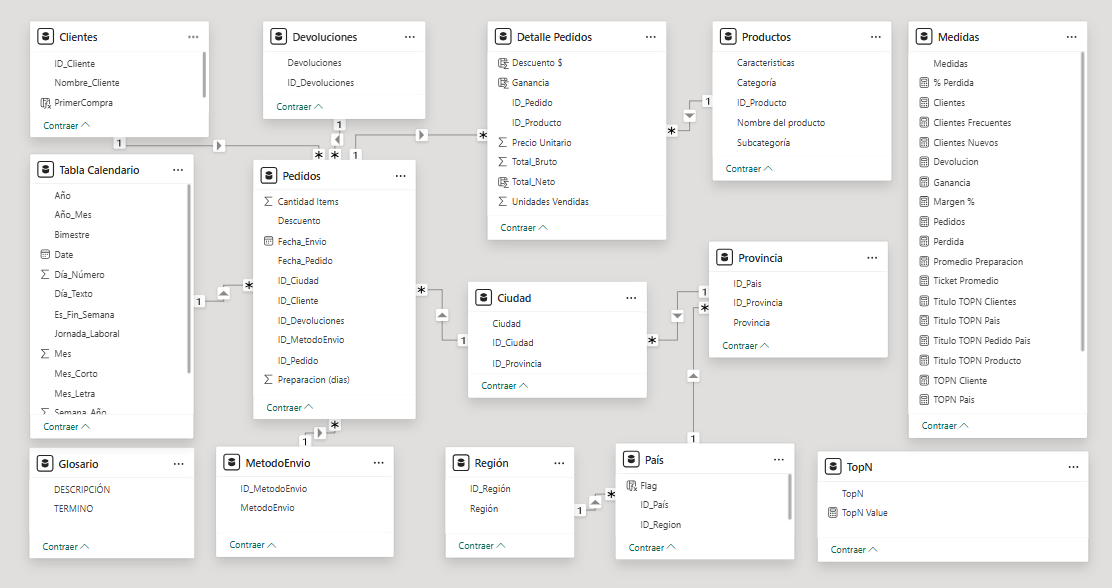 Clientes
ID_Cliente
Nombre_Cliente
PrimerCompra
Contraer
Devoluciones
Devoluciones
ID_Devoluciones
Contraer
Detalle Pedidos
Descuento $
Ganancia
ID_Pedido
ID_Producto
Precio Unitario
Total_Bruto
Total_Neto
Unidades Vendidas
Contraer
Productos
Caracteristicas
Categoría
ID_Producto
Nombre del producto
Subcategoría
Contraer
Medidas
Medidas
% Perdida
Clientes
Clientes Frecuentes
Clientes Nuevos
Devolucion
Ganancia
Margen %
Pedidos
Perdida
Promedio Preparacion
Ticket Promedio
Titulo TOPN Clientes
Titulo TOPN Pais
Titulo TOPN Pedido Pais
Titulo TOPN Producto
TOPN Cliente
TOPN Pais
Contraer
1
1
*
*
1
*
*
1
Tabla Calendario
Año
Año_Mes
Bimestre
Date
Día_Número
Día_Texto
Es_Fin_Semana
Jornada_Laboral
Mes
Mes_Corto
Mes_Letra
Semana_Año
Contraer
1
*
Pedidos
Cantidad Items
Descuento
Fecha_Envio
Fecha_Pedido
ID_Ciudad
ID_Cliente
ID_Devoluciones
ID_MetodoEnvio
ID_Pedido
Preparacion (dias)
Contraer
*
1
Ciudad
Ciudad
ID_Ciudad
ID_Provincia
Contraer
*
1
*
Provincia
ID_Pais
ID_Provincia
Provincia
Contraer
*
1
1
Glosario
DESCRIPCIÓN
TERMINO
Contraer
MetodoEnvio
ID_MetodoEnvio
MetodoEnvio
Contraer
Región
ID_Región
Región
Contraer
1
*
País
Flag
ID_País
ID_Region
Contraer
TopN
TopN
TopN Value
Contraer